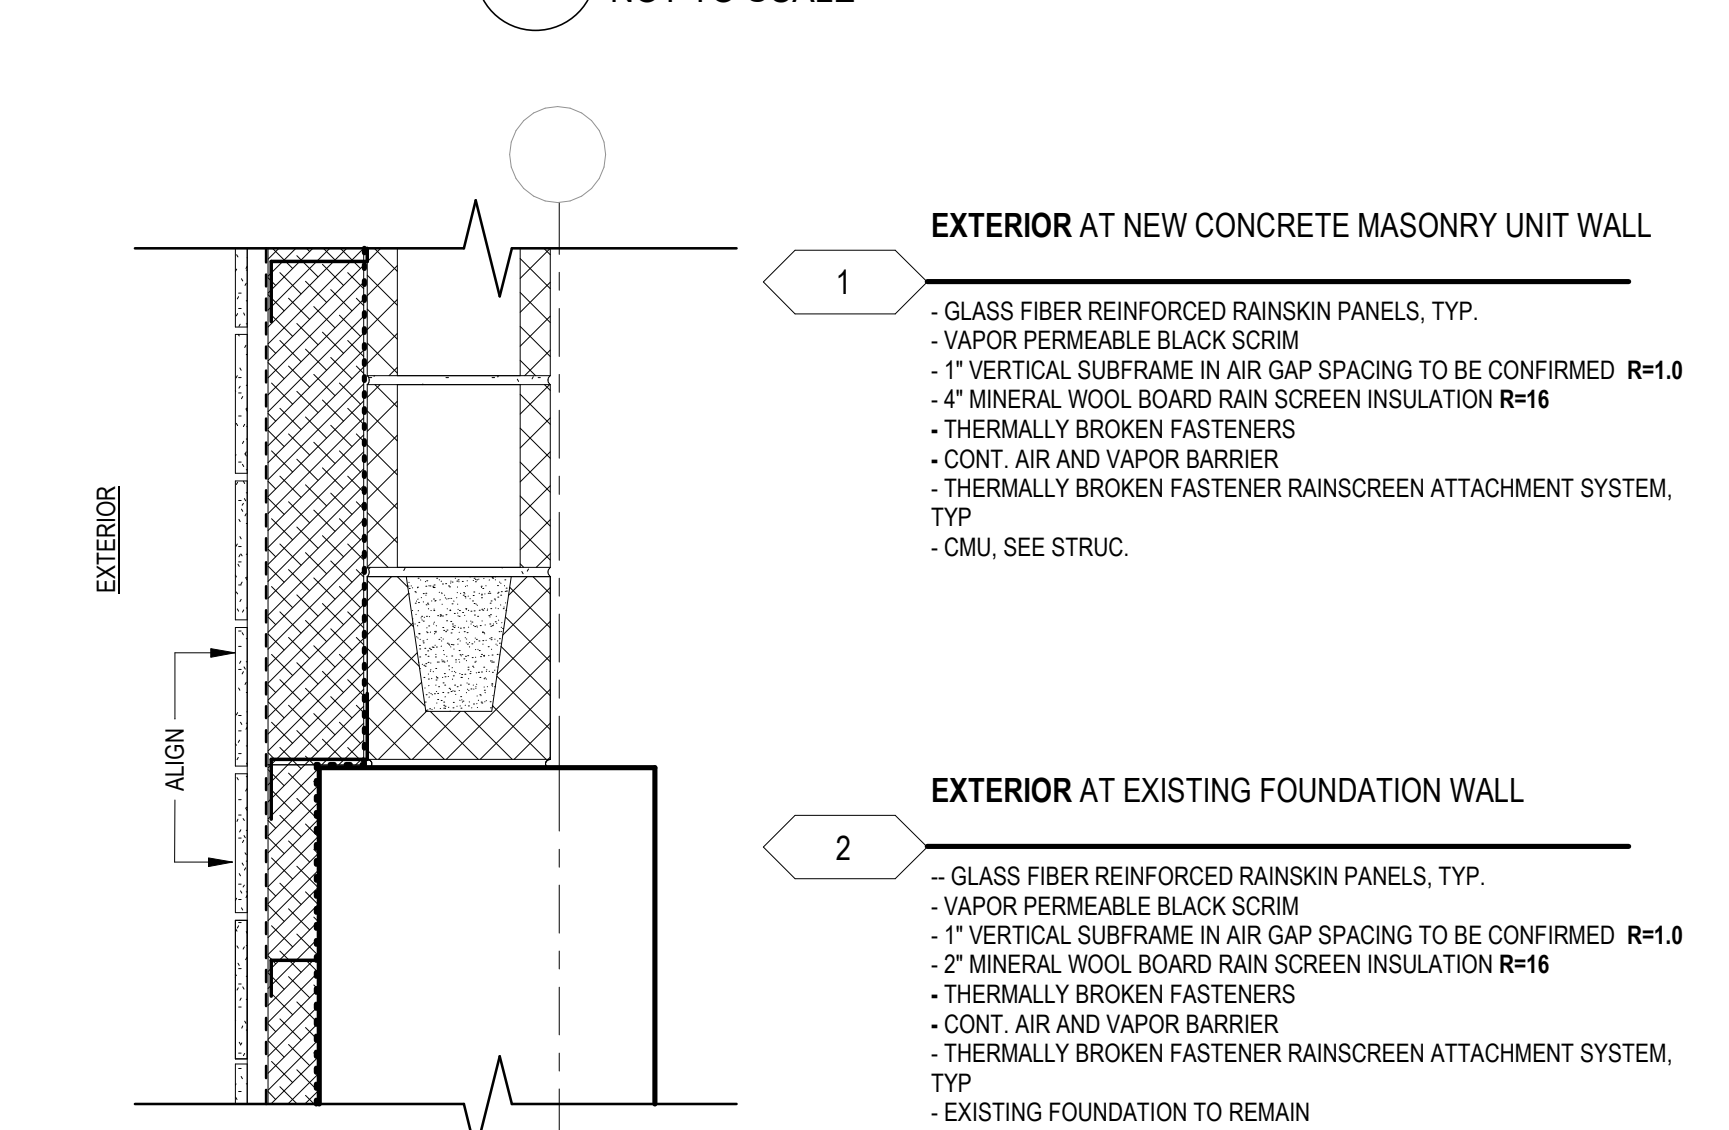 NOT TO SCALE
EXTERIOR AT NEW CONCRETE MASONRY UNIT WALL
1
- GLASS FIBER REINFORCED RAINSKIN PANELS, TYP.
- VAPOR PERMEABLE BLACK SCRIM
- 1" VERTICAL SUBFRAME IN AIR GAP SPACING TO BE CONFIRMED R=1.0
- 4" MINERAL WOOL BOARD RAIN SCREEN INSULATION R=16
- THERMALLY BROKEN FASTENERS
- CONT. AIR AND VAPOR BARRIER
- THERMALLY BROKEN FASTENER RAINSCREEN ATTACHMENT SYSTEM,
TYP
- CMU, SEE STRUC.
EXTERIOR
ALIGN
EXTERIOR AT EXISTING FOUNDATION WALL
2
-- GLASS FIBER REINFORCED RAINSKIN PANELS, TYP.
- VAPOR PERMEABLE BLACK SCRIM
- 1" VERTICAL SUBFRAME IN AIR GAP SPACING TO BE CONFIRMED R=1.0
- 2" MINERAL WOOL BOARD RAIN SCREEN INSULATION R=16
- THERMALLY BROKEN FASTENERS
- CONT. AIR AND VAPOR BARRIER
- THERMALLY BROKEN FASTENER RAINSCREEN ATTACHMENT SYSTEM,
TYP
- EXISTING FOUNDATION TO REMAIN